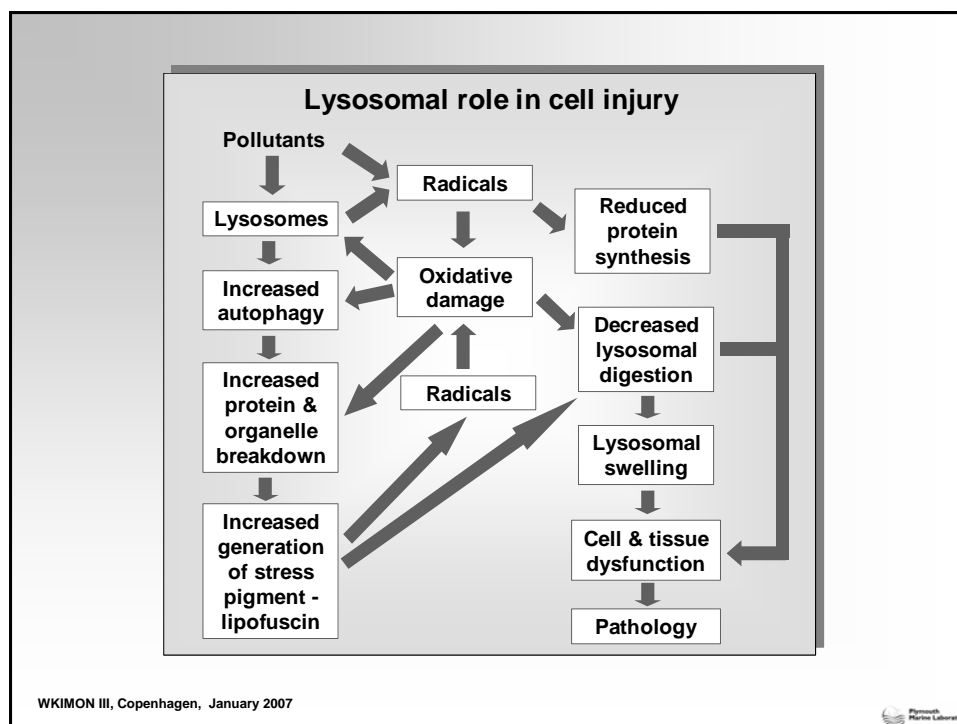 Lysosomal role in cell injury
Pollutants
Radicals
Lysosomes
Reduced
protein
synthesis
Increased
autophagy
Oxidative
damage
Decreased
lysosomal
digestion
Increased
protein &
organelle
breakdown
Radicals
Lysosomal
swelling
Increased
generation
of stress
pigment -
lipofuscin
Cell & tissue
dysfunction
Pathology
WKIMON III, Copenhagen, January 2007
Plymouth
Marine Laborat